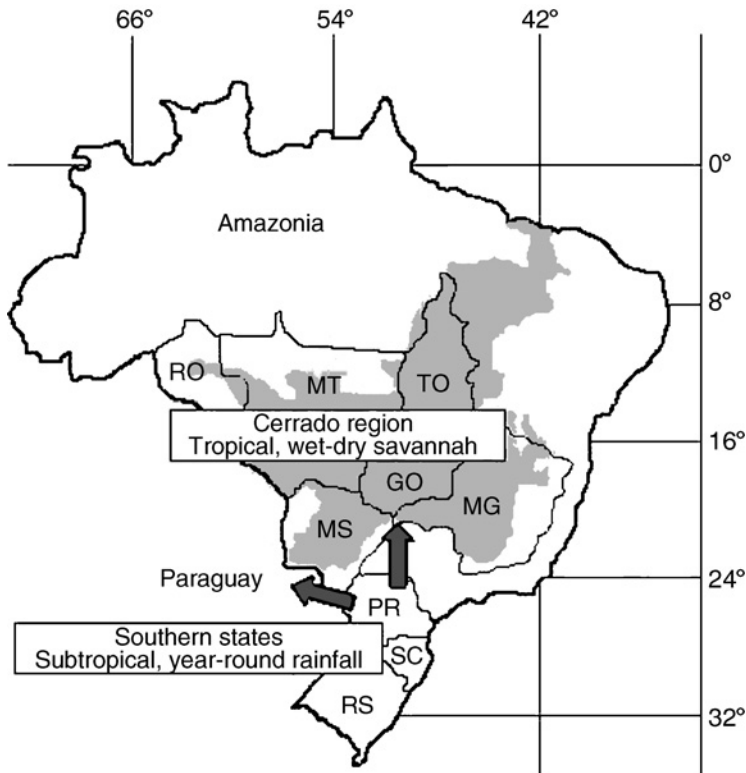 66° 54° 42°
0°
Amazonia
8°
RO MT TO
Cerrado region
Tropical, wet-dry savannah
16°
GO
MG
MS
Paraguay
24°
PR
Southern states
Subtropical, year-round rainfall
SC
RS
32°